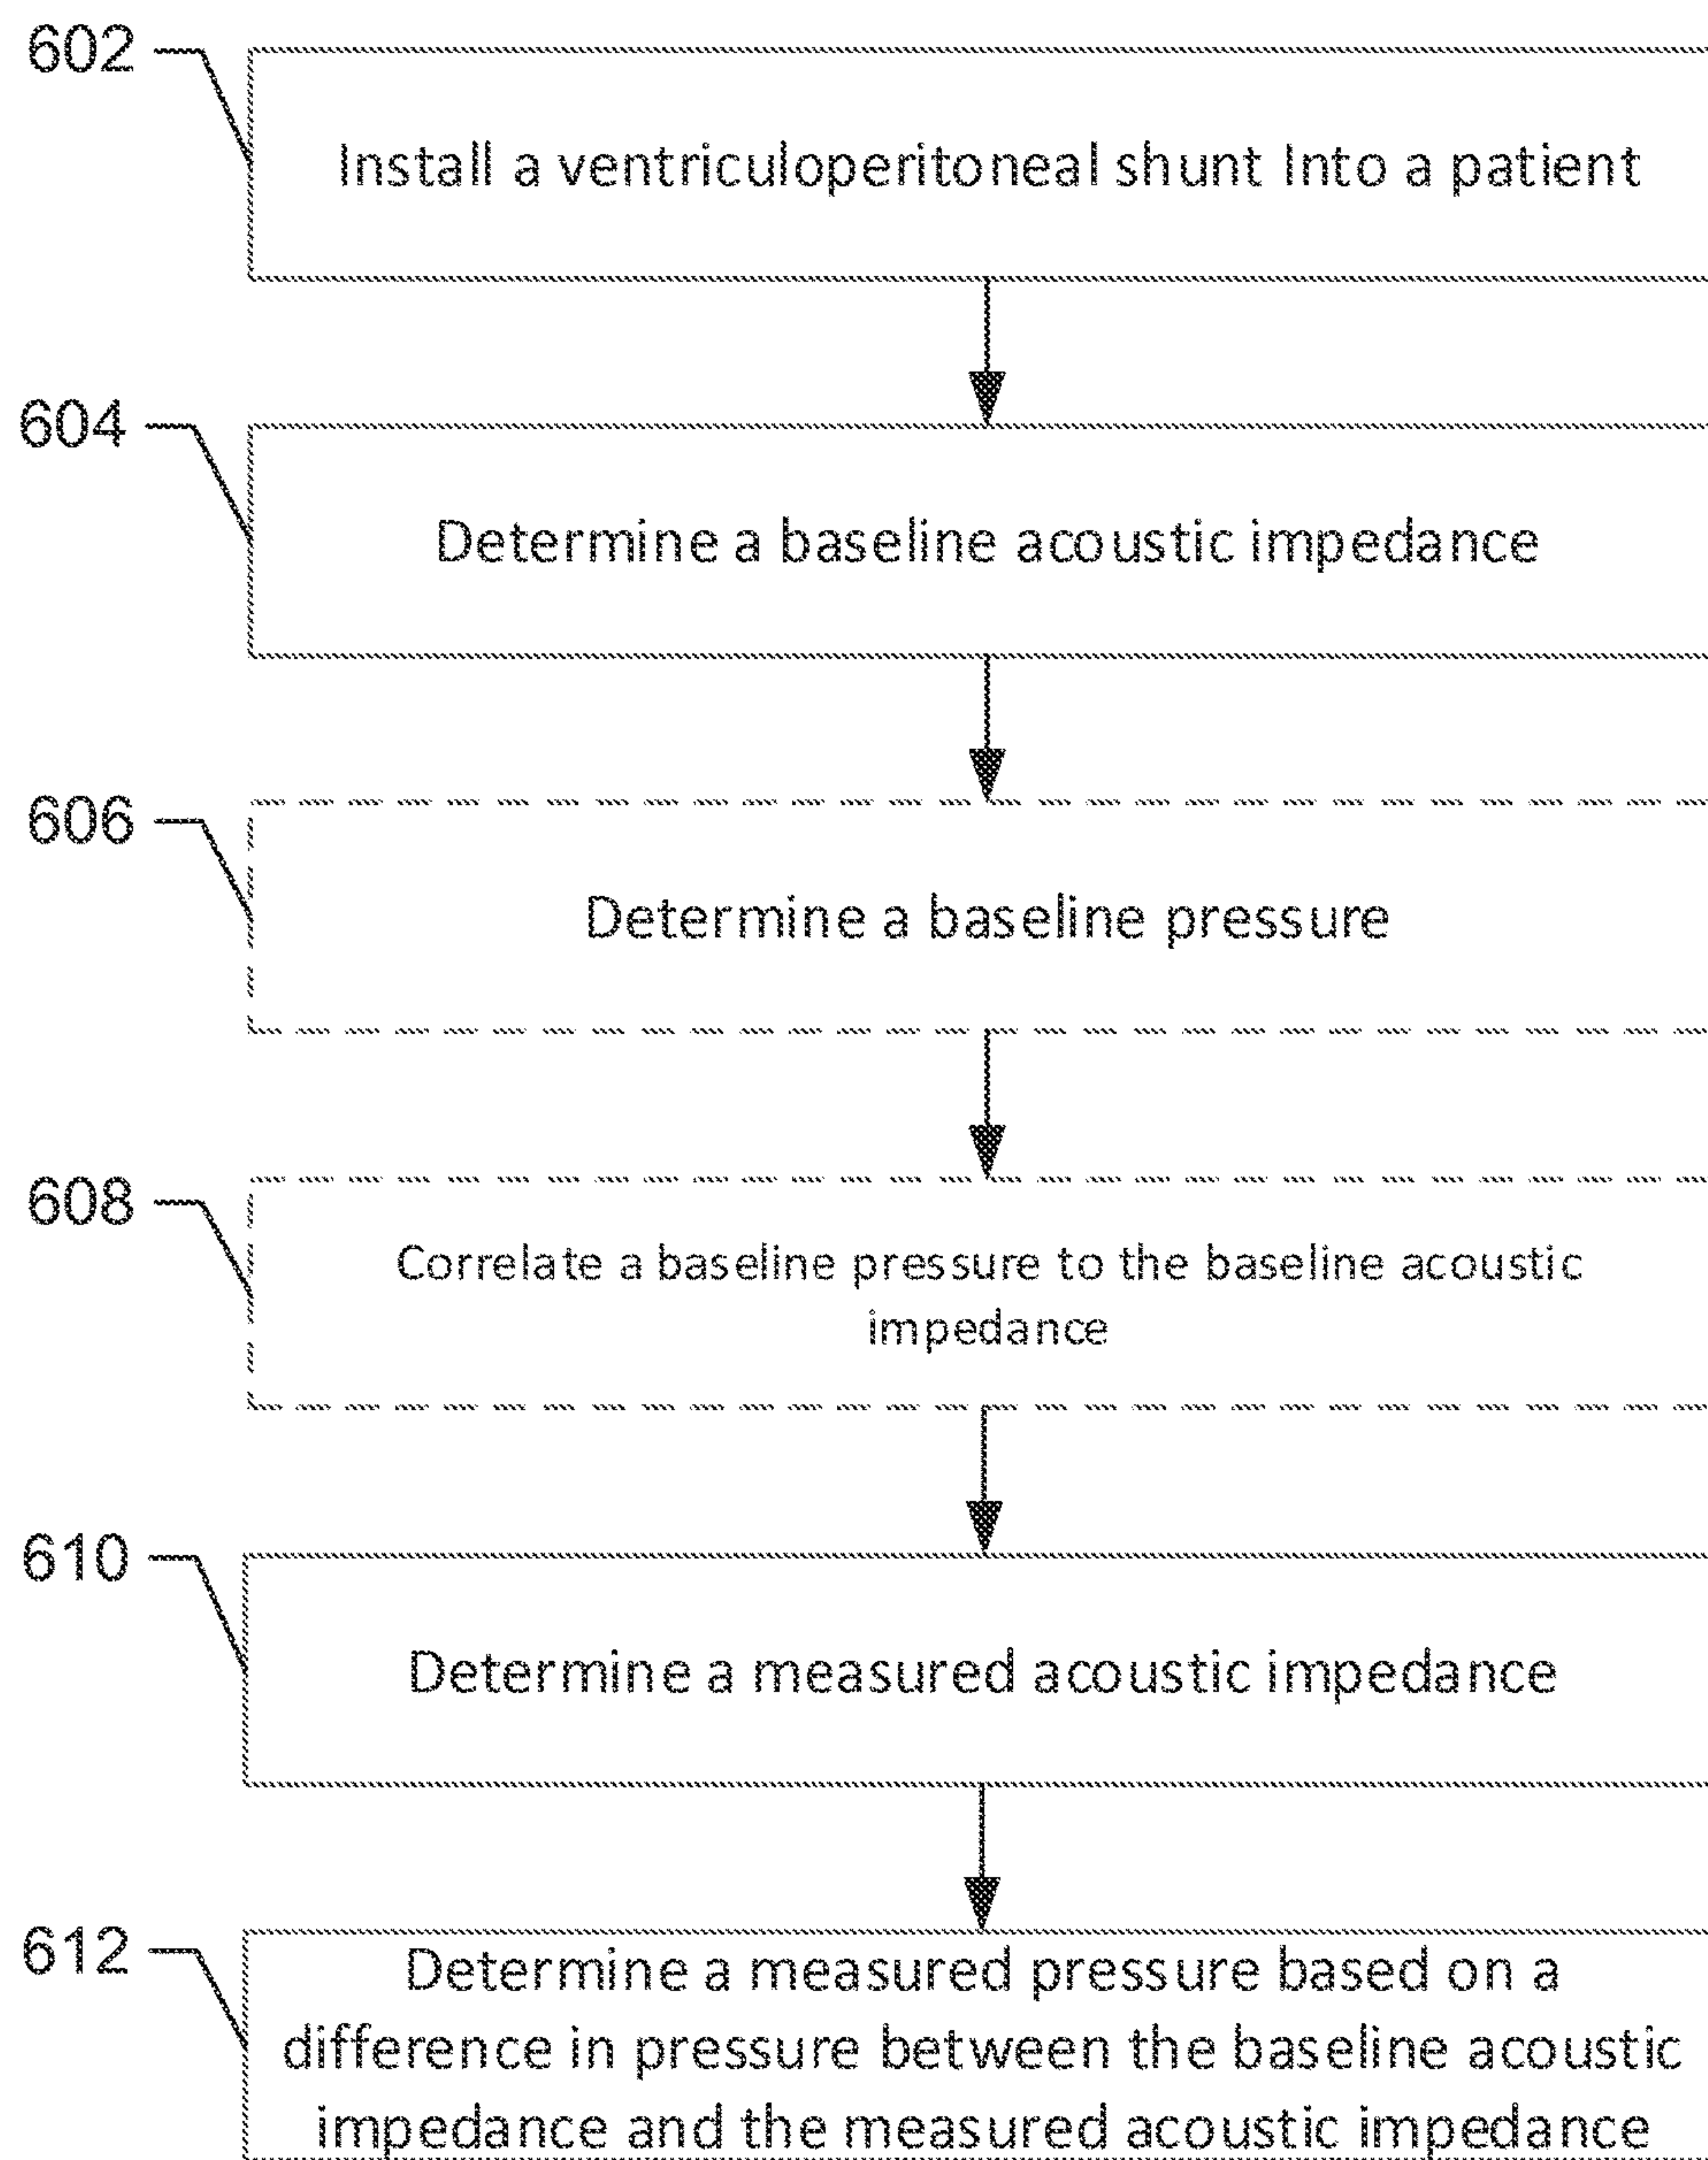 602
Install a ventriculoperitoneal shunt Into a patient
604
Determine a baseline acoustic impedance
606
Determine a baseline pressure
608
Correlate a baseline pressure to the baseline acoustic
impedance
610
Determine a measured acoustic impedance
612
Determine a measured pressure based on a
difference in pressure between the baseline acoustic
impedance and the measured acoustic impedance